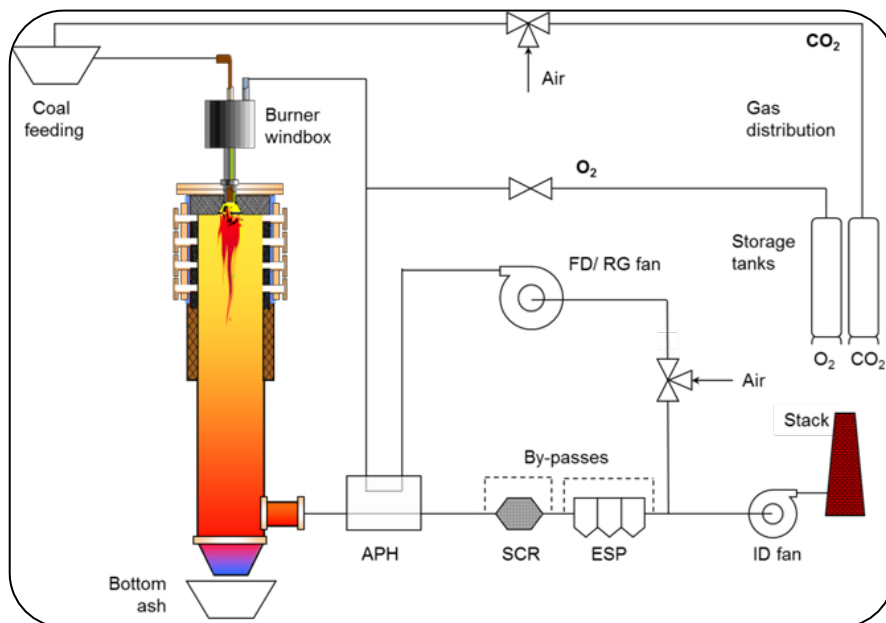 CO₂
Air
Coal
feeding
Burner
windbox
Gas
distribution
O₂
Storage
tanks
FD/ RG fan
O₂
CO₂
Air
Stack
By-passes
APH
SCR
ESP
ID fan
Bottom
ash